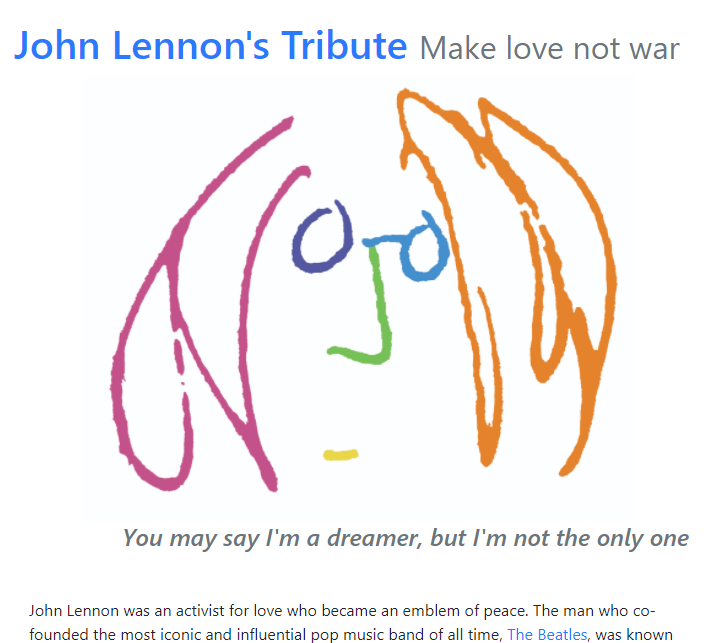 John Lennon's Tribute Make love not war
You may say I'm a dreamer, but I'm not the only one
John Lennon was an activist for love who became an emblem of peace. The man who co-
founded the most iconic and influential pop music band of all time, The Beatles, was known